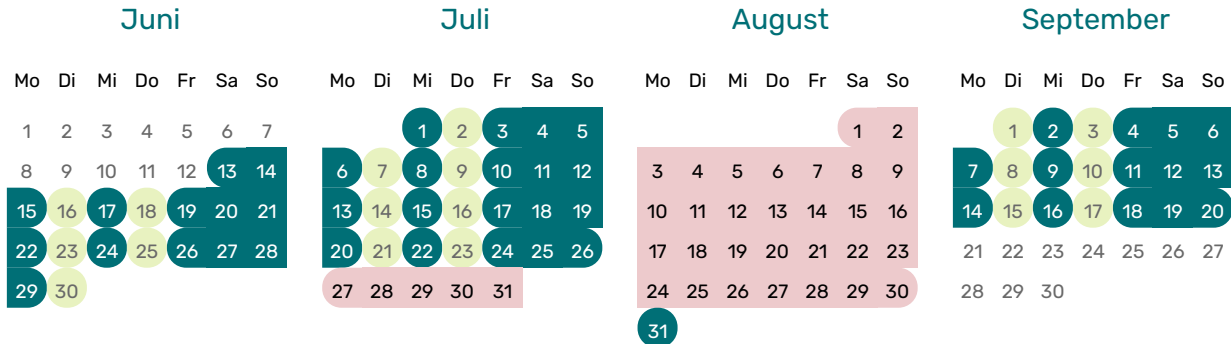 Juni
Mo Di Mi Do Fr Sa So
1 2 3 4 5 6 7
8 9 10 11 12 13 14
15 16 17 18 19 20 21
22 23 24 25 26 27 28
29 30
Juli
Mo Di Mi Do Fr Sa So
1 2 3 4 5
6 7 8 9 10 11 12
13 14 15 16 17 18 19
20 21 22 23 24 25 26
27 28 29 30 31
August
Mo Di Mi Do Fr Sa So
1 2
3 4 5 6 7 8 9
10 11 12 13 14 15 16
17 18 19 20 21 22 23
24 25 26 27 28 29 30
31
September
Mo Di Mi Do Fr Sa So
1 2 3 4 5 6
7 8 9 10 11 12 13
14 15 16 17 18 19 20
21 22 23 24 25 26 27
28 29 30